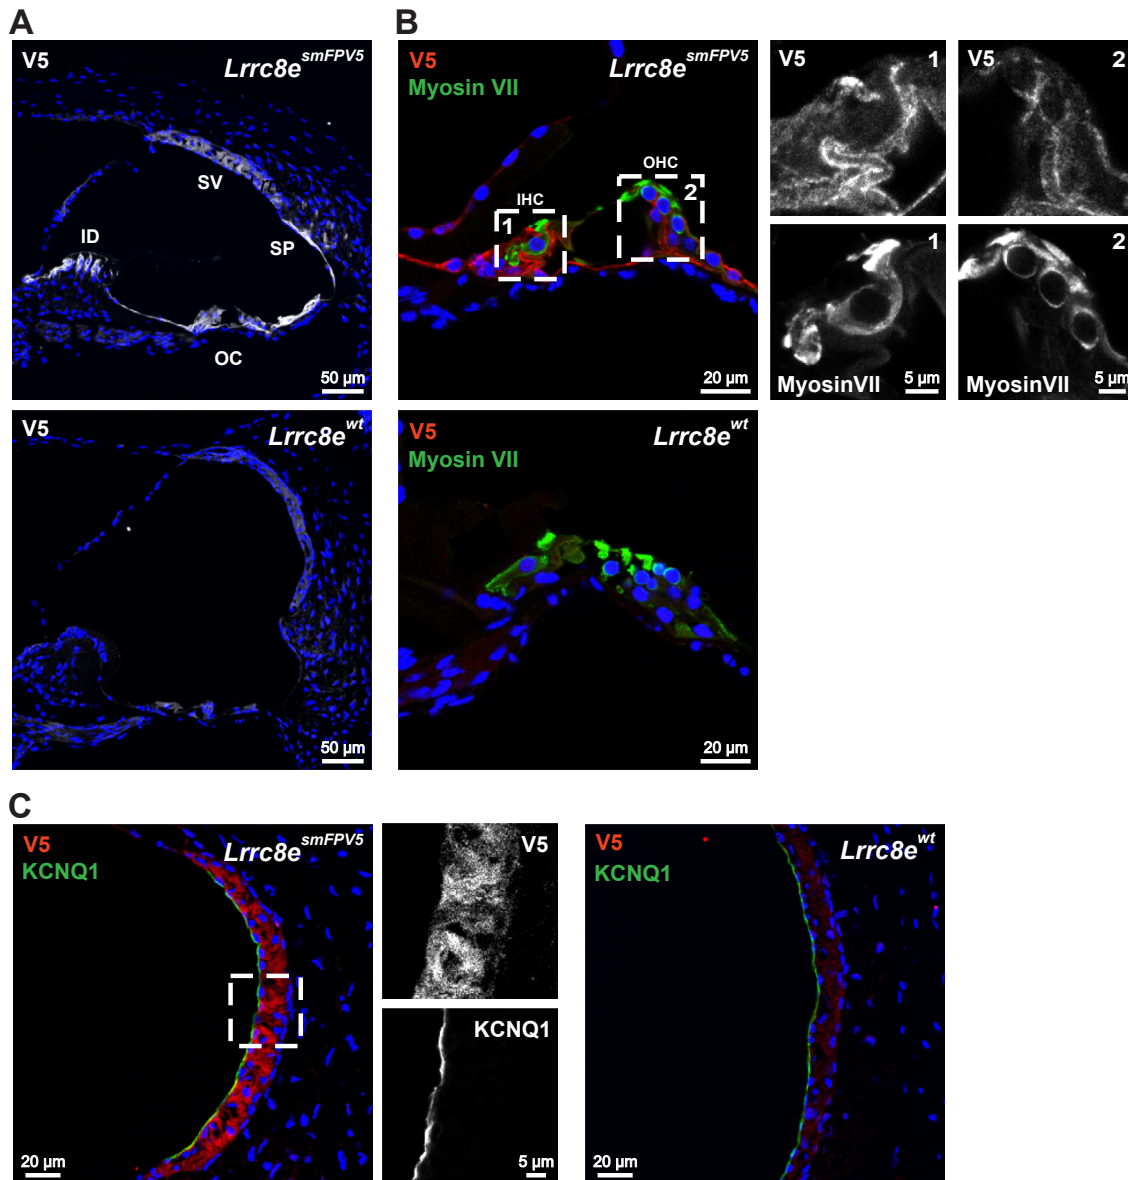 A
V5
Lrrc8e^smFPV5
SV
ID
SP
OC
50 µm
V5
Lrrc8e^wt
50 µm
B
V5
Myosin VII
Lrrc8e^smFPV5
IHC
1
OHC
2
20 µm
V5
1
V5
2
1
MyosinVII
5 µm
2
MyosinVII
5 µm
V5
Myosin VII
Lrrc8e^wt
20 µm
C
V5
KCNQ1
Lrrc8e^smFPV5
20 µm
V5
KCNQ1
5 µm
V5
KCNQ1
Lrrc8e^wt
20 µm